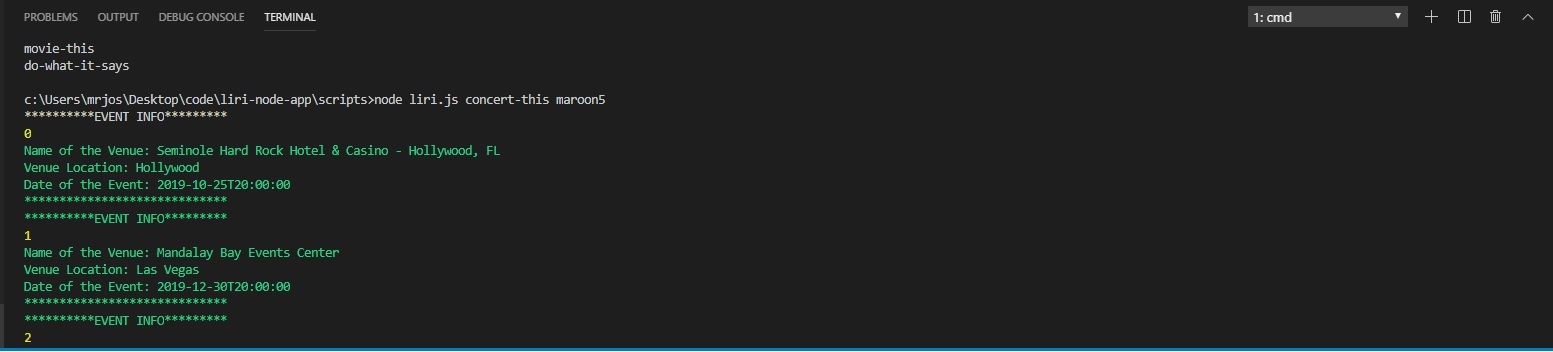 PROBLEMS OUTPUT DEBUG CONSOLE TERMINAL 1: cmd
movie-this
do-what-it-says
c:\Users\mrjos\Desktop\code\liri-node-app\scripts>node liri.js concert-this maroon5
**********EVENT INFO*********
0
Name of the Venue: Seminole Hard Rock Hotel & Casino - Hollywood, FL
Venue Location: Hollywood
Date of the Event: 2019-10-25T20:00:00
*****************************
**********EVENT INFO*********
1
Name of the Venue: Mandalay Bay Events Center
Venue Location: Las Vegas
Date of the Event: 2019-12-30T20:00:00
*****************************
**********EVENT INFO*********
2